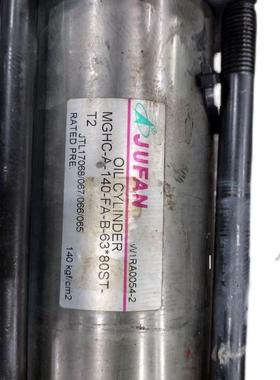 JUFAN
W1RA0054-2
OIL CYLINDER
MGHC-A-140-FA-B-63*80ST-
T2
JTL17068/067/066/065
RATED PRE
140 kgf/cm2